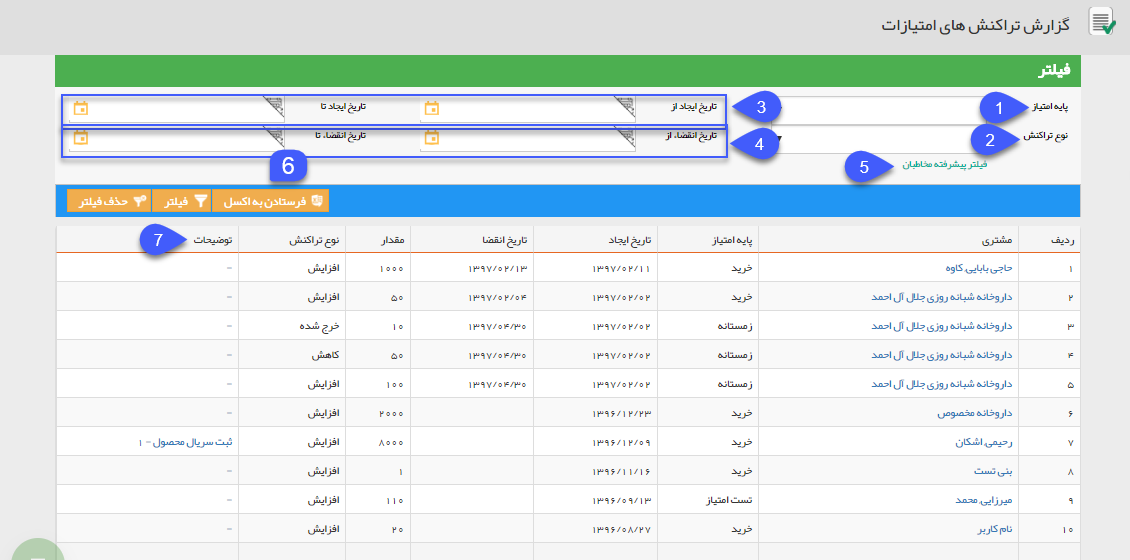 گزارش تراکنش های امتیازات
فیلتر
پایه امتیاز 1 3 تاریخ ایجاد از تاریخ ایجاد تا
نوع تراکنش 2 4 تاریخ انقضا، از تاریخ انقضا، تا
فیلتر پیشرفته مخاطبان 5 6
فرستادن به اکسل فیلتر حذف فیلتر
ردیف مشتری پایه امتیاز تاریخ ایجاد تاریخ انقضا مقدار نوع تراکنش توضیحات 7
۱ حاجی بابایی, کاوه خرید ۱۳۹۷/۰۲/۱۱ ۱۳۹۷/۰۲/۱۳ ۱۰۰۰ افزایش -
۲ داروخانه شبانه روزی جلال آل احمد خرید ۱۳۹۷/۰۲/۰۲ ۱۳۹۷/۰۲/۰۴ ۵۰ افزایش -
۳ داروخانه شبانه روزی جلال آل احمد زمستانه ۱۳۹۷/۰۲/۰۲ ۱۳۹۷/۰۴/۳۰ ۱۰ خرج شده -
۴ داروخانه شبانه روزی جلال آل احمد زمستانه ۱۳۹۷/۰۲/۰۲ ۱۳۹۷/۰۴/۳۰ ۵۰ کاهش -
۵ داروخانه شبانه روزی جلال آل احمد زمستانه ۱۳۹۷/۰۲/۰۲ ۱۳۹۷/۰۴/۳۰ ۱۰۰ افزایش -
۶ داروخانه مخصوص خرید ۱۳۹۶/۱۲/۲۳ ۲۰۰۰ افزایش -
۷ رحیمی, اشکان خرید ۱۳۹۶/۱۲/۰۹ ۸۰۰۰ افزایش ثبت سریال محصول - ۱
۸ بنی تست خرید ۱۳۹۶/۱۱/۱۶ ۱ افزایش -
۹ میرزایی, محمد تست امتیاز ۱۳۹۶/۰۹/۱۳ ۱۱۰ افزایش -
۱۰ نام کاربر خرید ۱۳۹۶/۰۸/۲۷ ۲۰ افزایش -